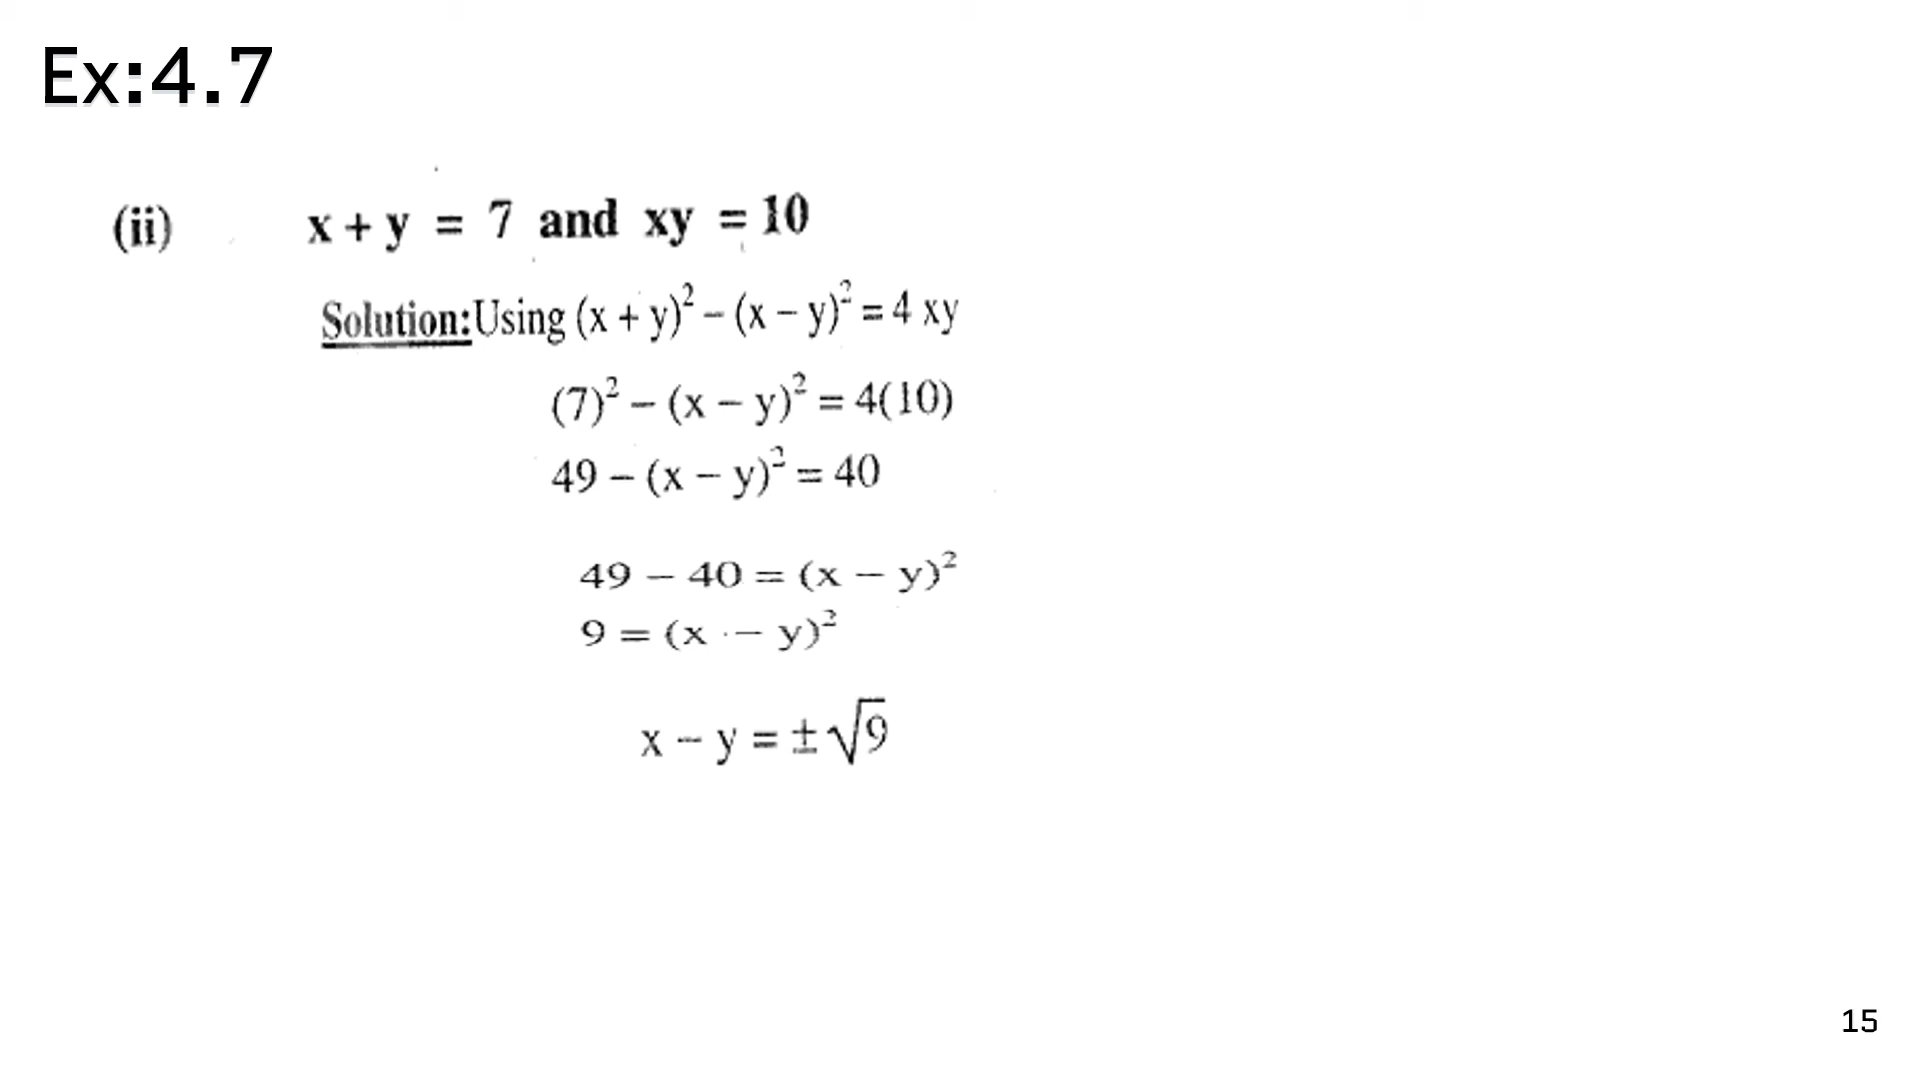 Ex:4.7
(ii) x + y = 7 and xy = 10
Solution: Using (x + y)² – (x – y)² = 4 xy
(7)² – (x – y)² = 4(10)
49 – (x – y)² = 40
49 – 40 = (x – y)²
9 = (x – y)²
x – y = ± √9
15